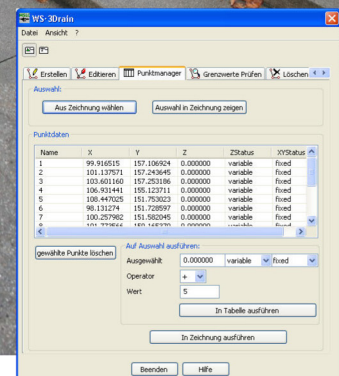 WS-3Drain
Datei Ansicht ?
Erstellen Editieren Punktmanager Grenzwerte Prüfen Löschen
Auswahl:
Aus Zeichnung wählen Auswahl in Zeichnung zeigen
Punktdaten
Name X Y Z ZStatus XYStatus
1 99.916515 157.106924 0.000000 variable fixed
2 101.137571 157.243645 0.000000 variable fixed
3 103.601160 157.253186 0.000000 variable fixed
4 106.931441 155.123711 0.000000 variable fixed
5 108.447025 151.753023 0.000000 variable fixed
6 98.131274 151.728597 0.000000 variable fixed
7 100.257982 151.582045 0.000000 variable fixed
8 0.000000 variable fixed
gewählte Punkte löschen
Auf Auswahl ausführen:
Ausgewählt 0.000000 variable fixed
Operator +
Wert 5
In Tabelle ausführen
In Zeichnung ausführen
Beenden Hilfe